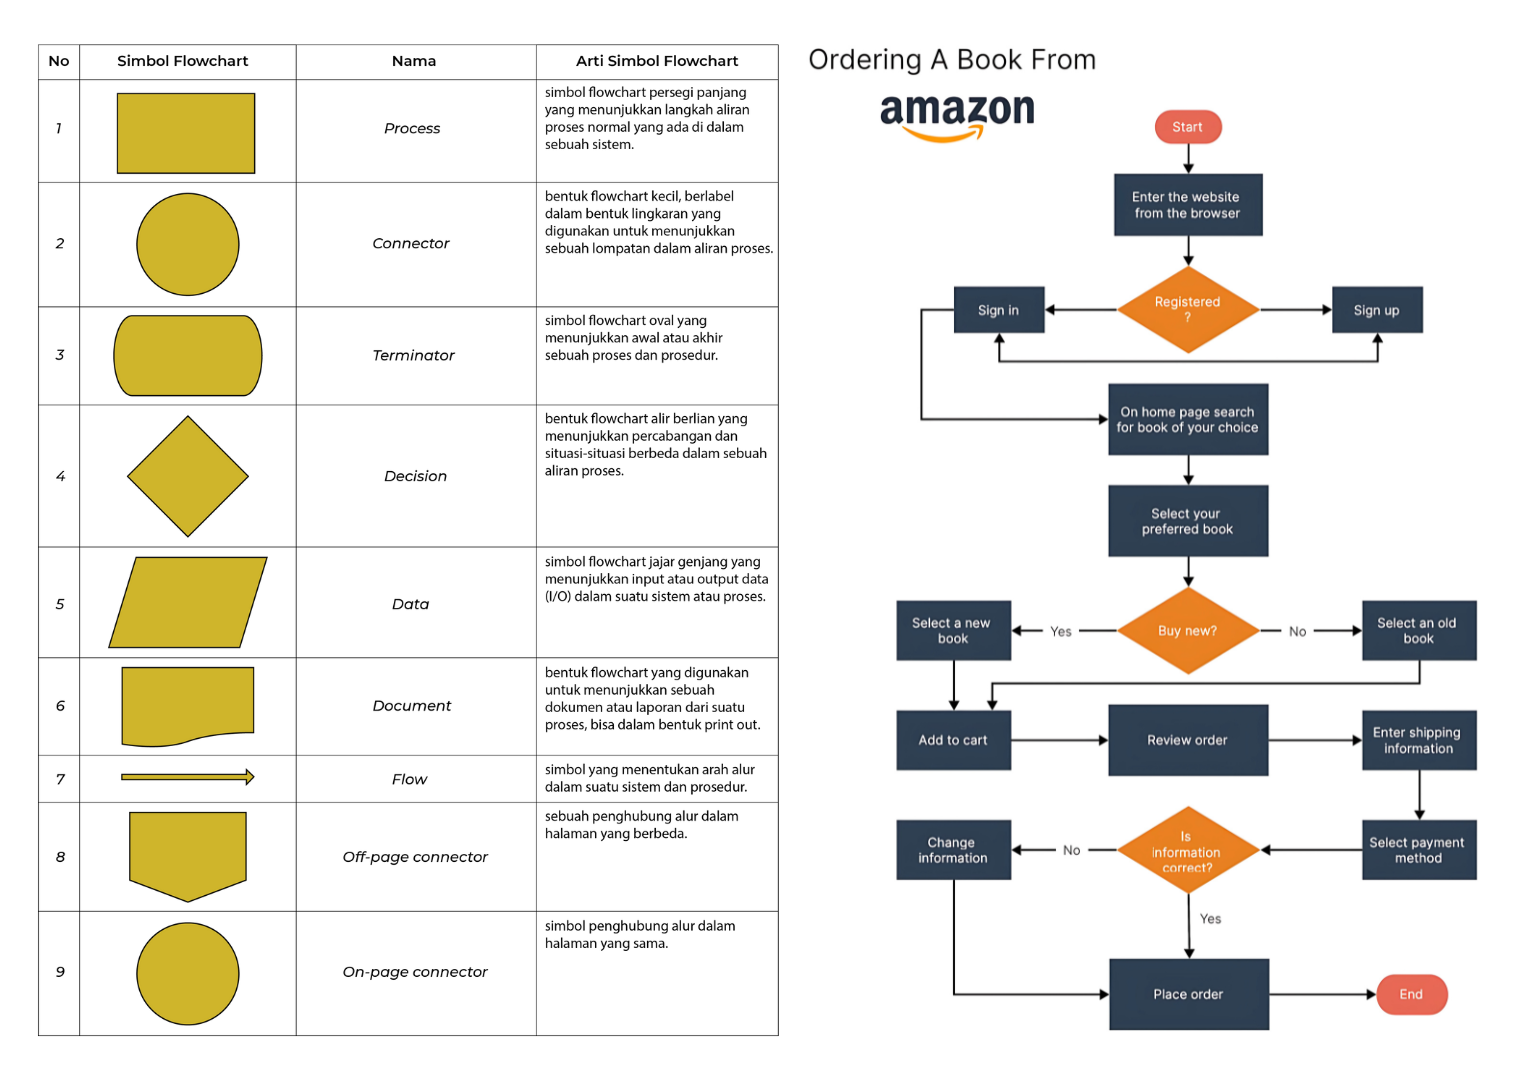 No
Simbol Flowchart
Nama
Arti Simbol Flowchart
1
Process
simbol flowchart persegi panjang
yang menunjukkan langkah aliran
proses normal yang ada di dalam
sebuah sistem.
2
Connector
bentuk flowchart kecil, berlabel
dalam bentuk lingkaran yang
digunakan untuk menunjukkan
sebuah lompatan dalam aliran proses.
3
Terminator
simbol flowchart oval yang
menunjukkan awal atau akhir
sebuah proses dan prosedur.
4
Decision
bentuk flowchart alir berlian yang
menunjukkan percabangan dan
situasi-situasi berbeda dalam sebuah
aliran proses.
5
Data
simbol flowchart jajar genjang yang
menunjukkan input atau output data
(I/O) dalam suatu sistem atau proses.
6
Document
bentuk flowchart yang digunakan
untuk menunjukkan sebuah
dokumen atau laporan dari suatu
proses, bisa dalam bentuk print out.
7
Flow
simbol yang menentukan arah alur
dalam suatu sistem dan prosedur.
8
Off-page connector
sebuah penghubung alur dalam
halaman yang berbeda.
9
On-page connector
simbol penghubung alur dalam
halaman yang sama.
Ordering A Book From
amazon
Start
Enter the website
from the browser
Registered
?
Sign in
Sign up
On home page search
for book of your choice
Select your
preferred book
Buy new?
Yes
No
Select a new
book
Select an old
book
Add to cart
Review order
Enter shipping
information
Select payment
method
Is
information
correct?
No
Change
information
Yes
Place order
End